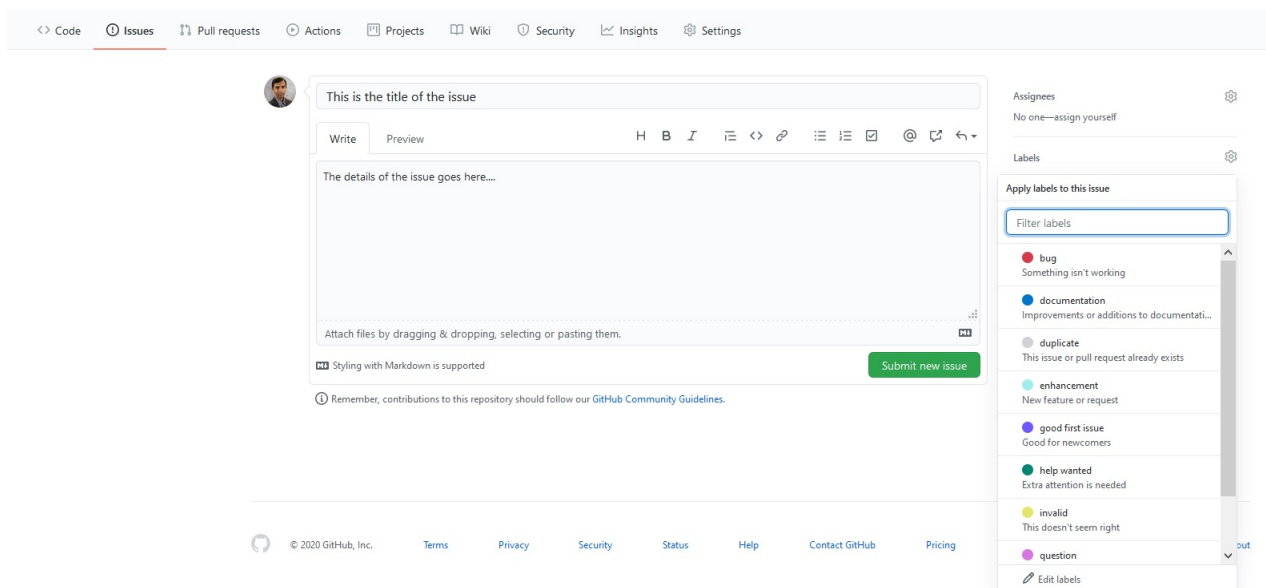 Code Issues Pull requests Actions Projects Wiki Security Insights Settings
This is the title of the issue
Write Preview
The details of the issue goes here....
Attach files by dragging & dropping, selecting or pasting them.
Styling with Markdown is supported
Submit new issue
Remember, contributions to this repository should follow our GitHub Community Guidelines.
Assignees
No one—assign yourself
Labels
Apply labels to this issue
Filter labels
bug
Something isn't working
documentation
Improvements or additions to documentati...
duplicate
This issue or pull request already exists
enhancement
New feature or request
good first issue
Good for newcomers
help wanted
Extra attention is needed
invalid
This doesn't seem right
question
Edit labels
© 2020 GitHub, Inc. Terms Privacy Security Status Help Contact GitHub Pricing